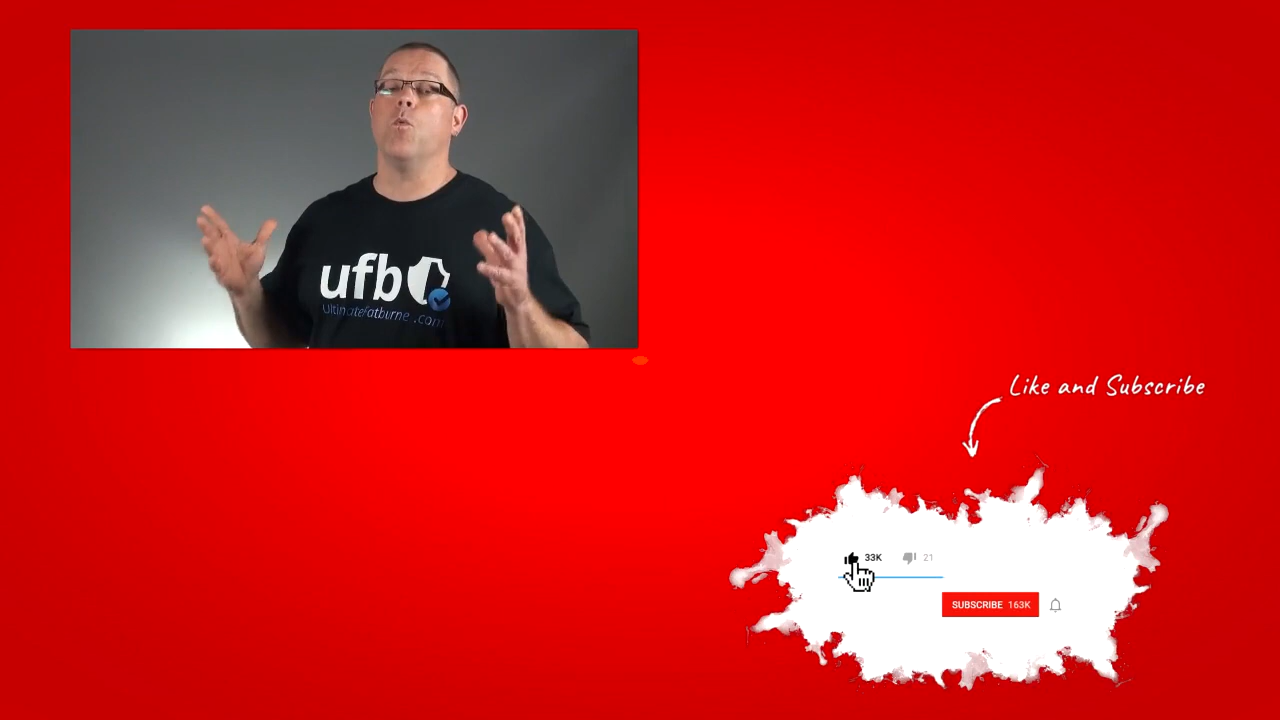 ufb
Ultimatefatburner.com
Like and Subscribe
33K 21
SUBSCRIBE 163K